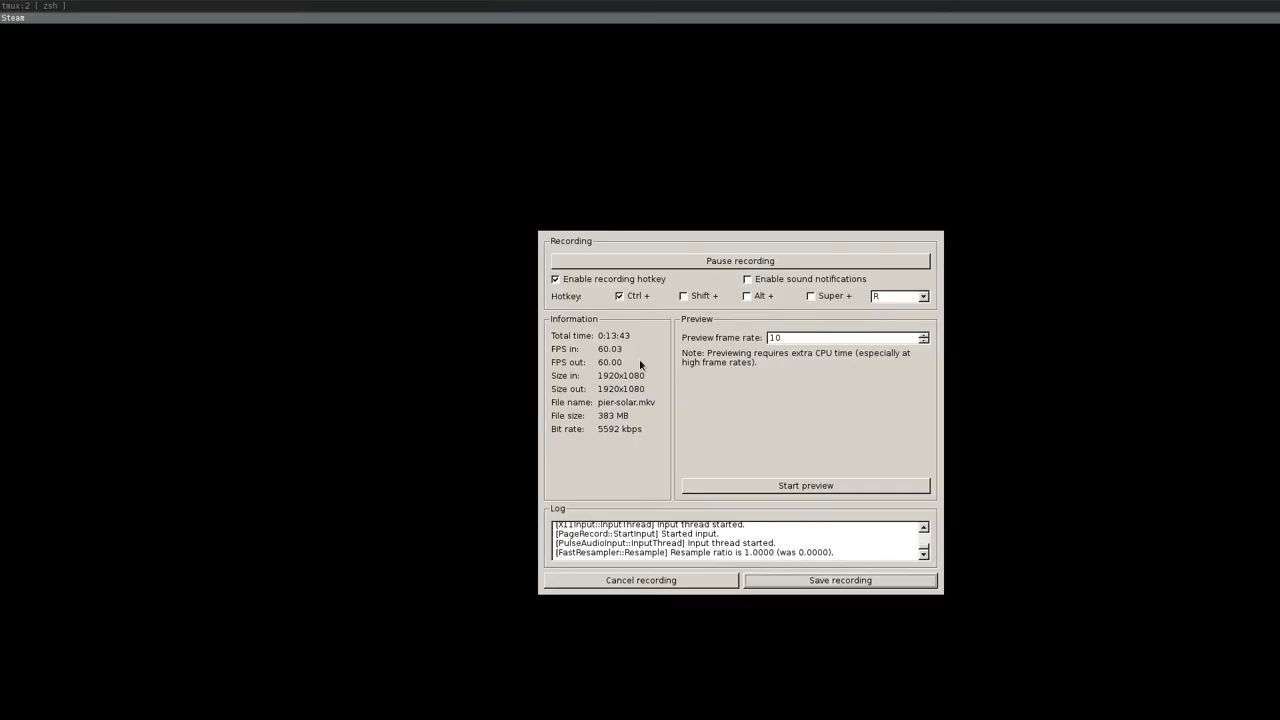 tmux:2 [ zsh ]
Steam
Recording
Pause recording
Enable recording hotkey
Enable sound notifications
Hotkey: Ctrl + Shift + Alt + Super + R
Information
Total time: 0:13:43
FPS in: 60.03
FPS out: 60.00
Size in: 1920x1080
Size out: 1920x1080
File name: pier-solar.mkv
File size: 383 MB
Bit rate: 5592 kbps
Preview
Preview frame rate: 10
Note: Previewing requires extra CPU time (especially at
high frame rates).
Start preview
Log
[X11Input::InputThread] Input thread started.
[PageRecord::StartInput] Started input.
[PulseAudioInput::InputThread] Input thread started.
[FastResampler::Resample] Resample ratio is 1.0000 (was 0.0000).
Cancel recording
Save recording